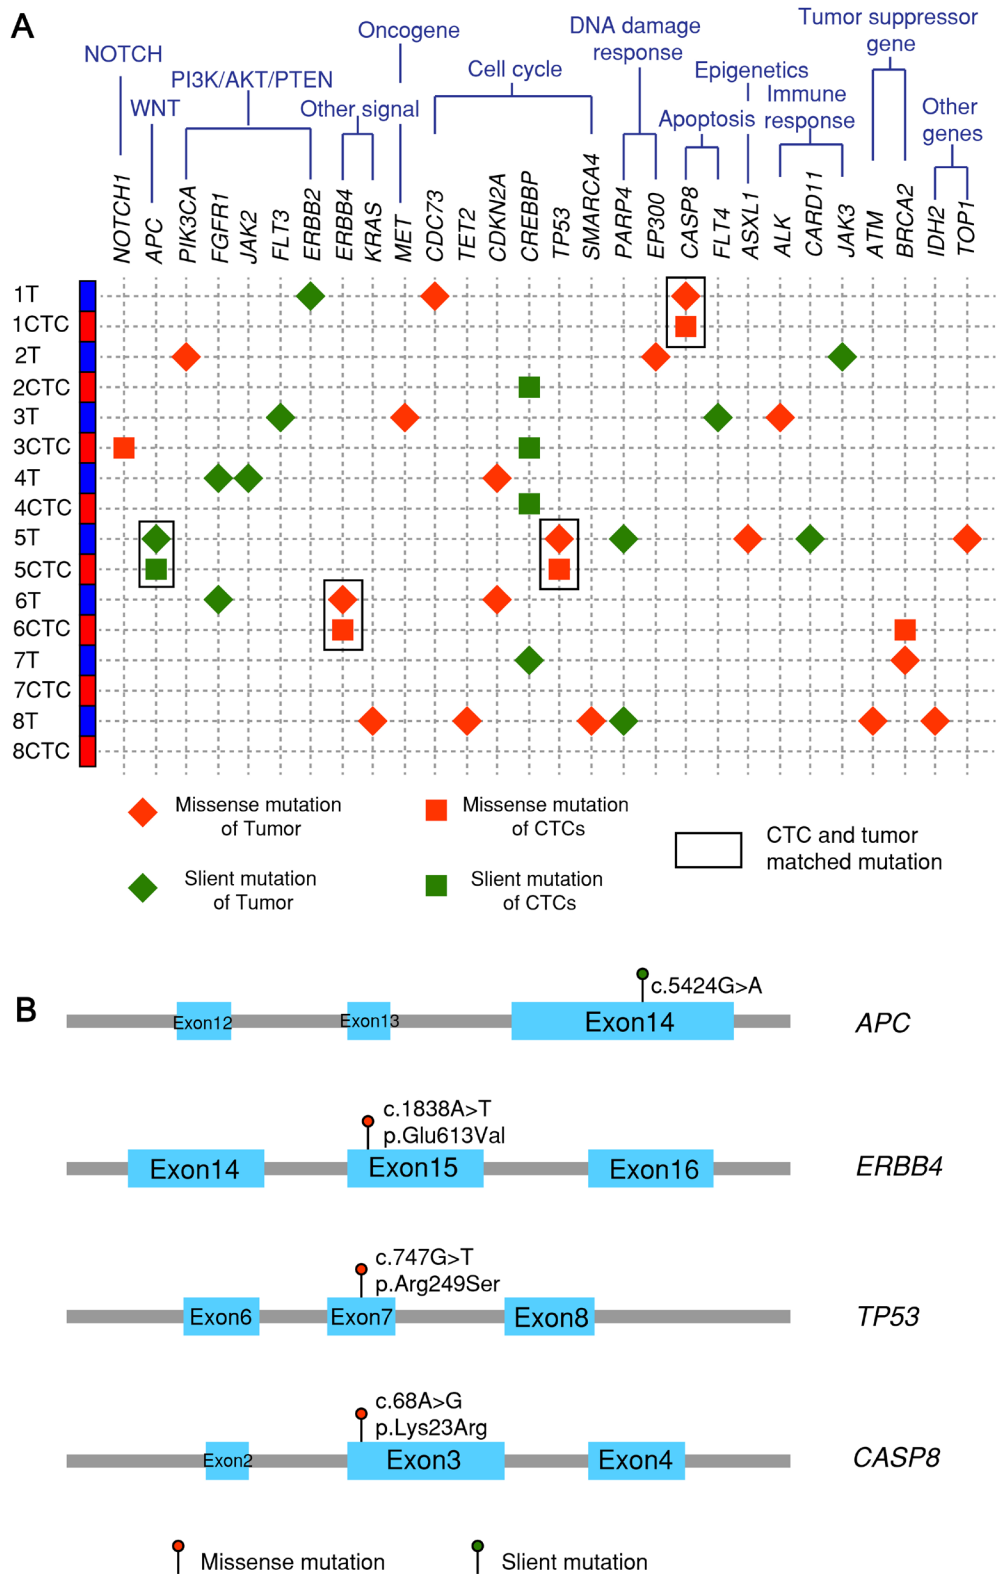 A
Tumor suppressor
gene
DNA damage
response
Oncogene
NOTCH
Cell cycle
Epigenetics
PI3K/AKT/PTEN
Immune
response
WNT
Other signal
Apoptosis
Other
genes
NOTCH1
APC
PIK3CA
FGFR1
JAK2
FLT3
ERBB2
ERBB4
KRAS
MET
CDC73
TET2
CDKN2A
CREBBP
TP53
SMARCA4
PARP4
EP300
CASP8
FLT4
ASXL1
ALK
CARD11
JAK3
ATM
BRCA2
IDH2
TOP1
1T
1CTC
2T
2CTC
3T
3CTC
4T
4CTC
5T
5CTC
6T
6CTC
7T
7CTC
8T
8CTC
Missense mutation
of Tumor
Missense mutation
of CTCs
CTC and tumor
matched mutation
Slient mutation
of Tumor
Slient mutation
of CTCs
B
c.5424G>A
Exon12 Exon13 Exon14 APC
c.1838A>T
p.Glu613Val
Exon14 Exon15 Exon16 ERBB4
c.747G>T
p.Arg249Ser
Exon6 Exon7 Exon8 TP53
c.68A>G
p.Lys23Arg
Exon2 Exon3 Exon4 CASP8
Missense mutation Slient mutation